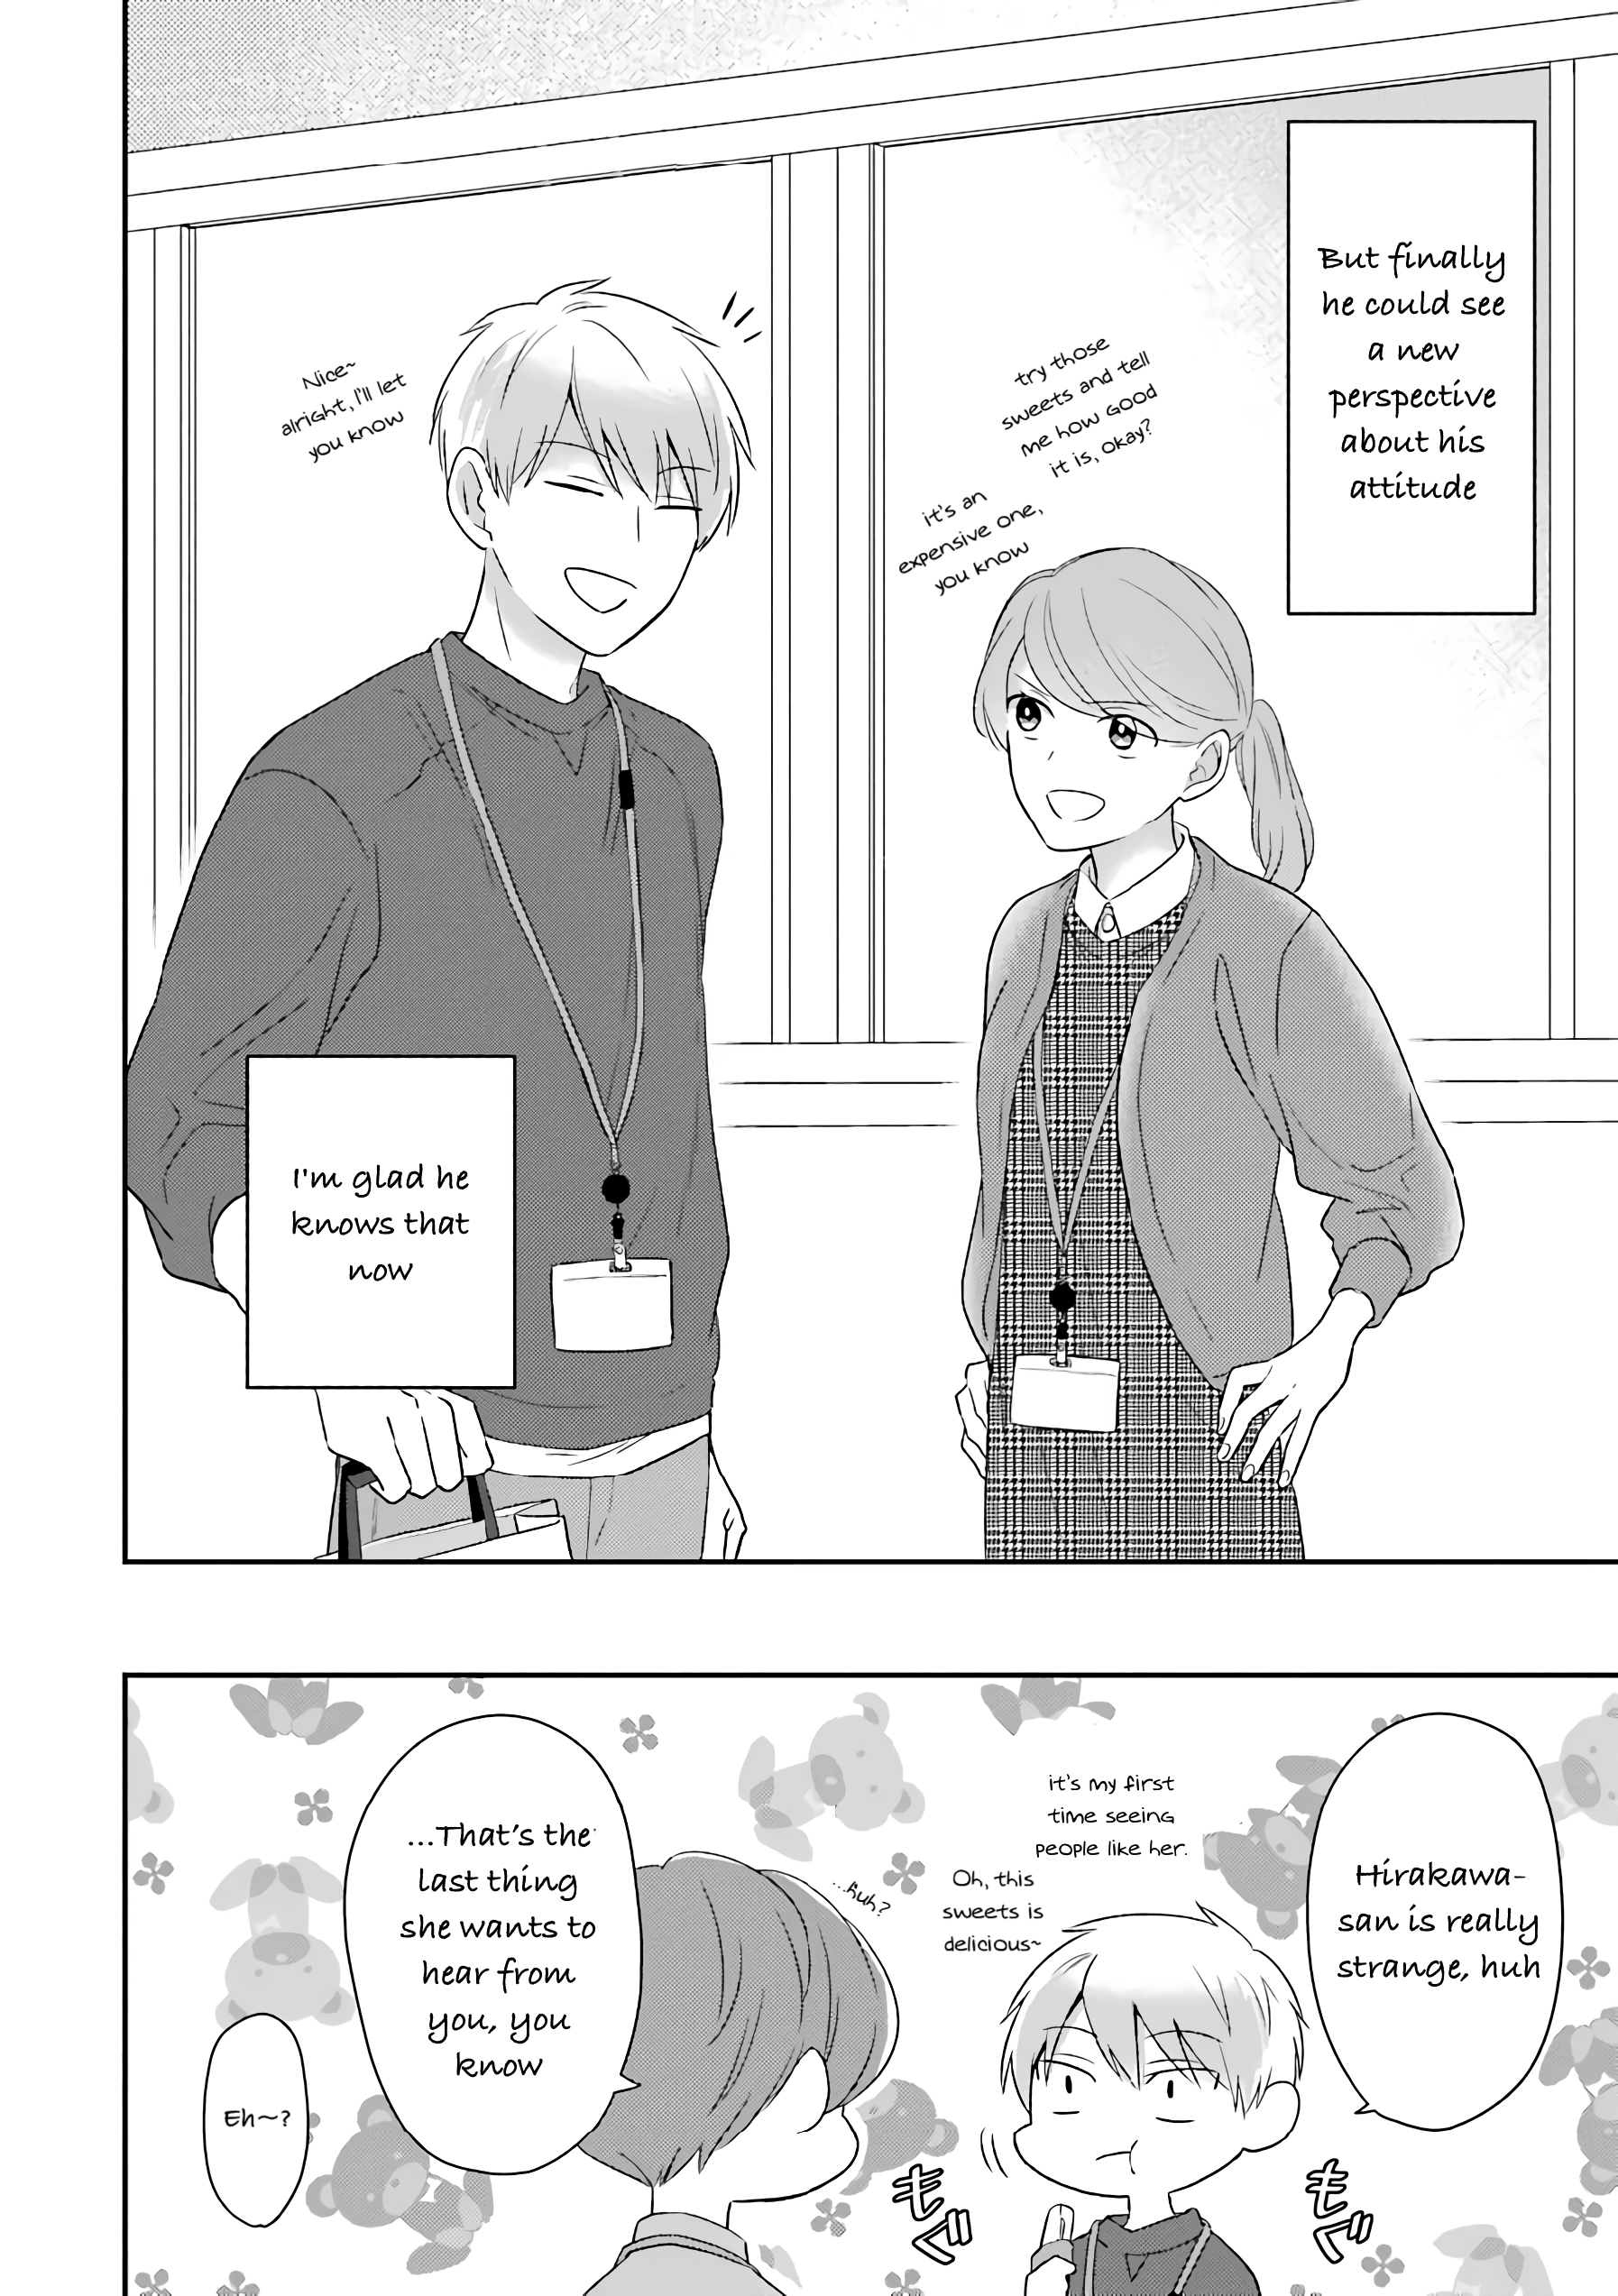 But finally
he could see
a new
perspective
about his
attitude
try those
sweets and tell
me how good
it is, okay?
it's an
expensive one,
you know
Nice~
alright, I'll let
you know
I'm glad he
knows that
now
Hirakawa-
san is really
strange, huh
it's my first
time seeing
people like her.
Oh, this
sweets is
delicious~
もぐ
もぐ
...huh?
...That's the
last thing
she wants to
hear from
you, you
know
Eh~?